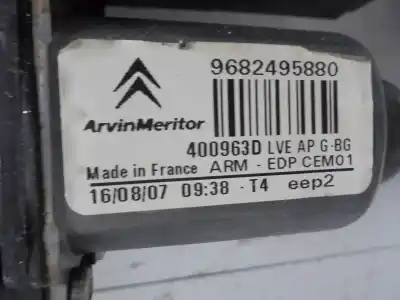 9682495880
ArvinMeritor
400963D LVE AP G-BG
Made in France ARM - EDP CEM01
16/08/07 09:38 - T4 eep2